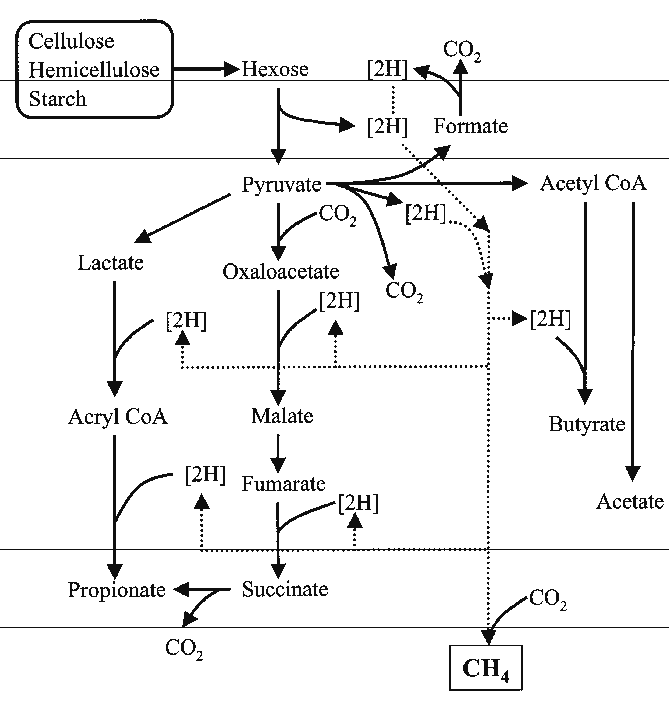 Cellulose
Hemicellulose
Starch
Hexose
[2H]
CO₂
[2H]
Formate
Pyruvate
Acetyl CoA
[2H]
CO₂
Lactate
Oxaloacetate
CO₂
[2H]
[2H]
[2H]
Acryl CoA
Malate
Butyrate
[2H]
Fumarate
[2H]
Acetate
Propionate
Succinate
CO₂
CO₂
CH₄